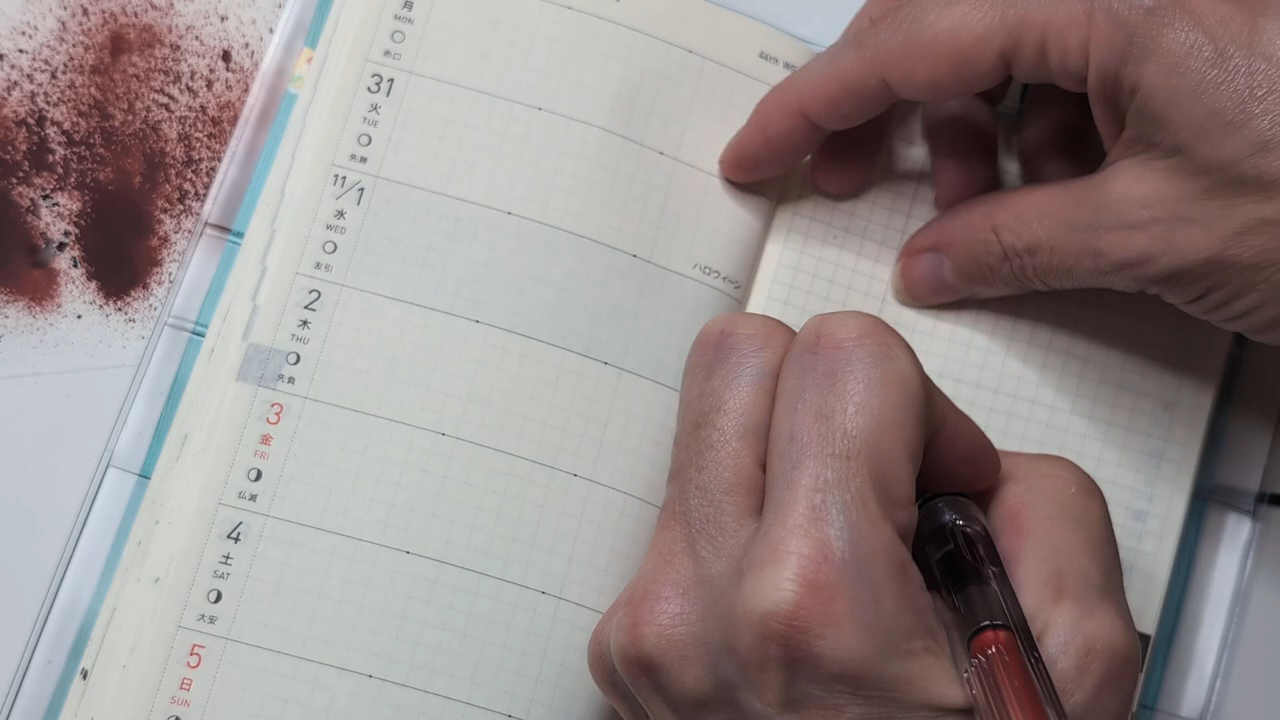 月
MON
赤口
44th
31
火
TUE
先勝
11/1
水
WED
友引
ハロウィーン
2
木
THU
先負
3
金
FRI
仏滅
4
土
SAT
大安
5
日
SUN